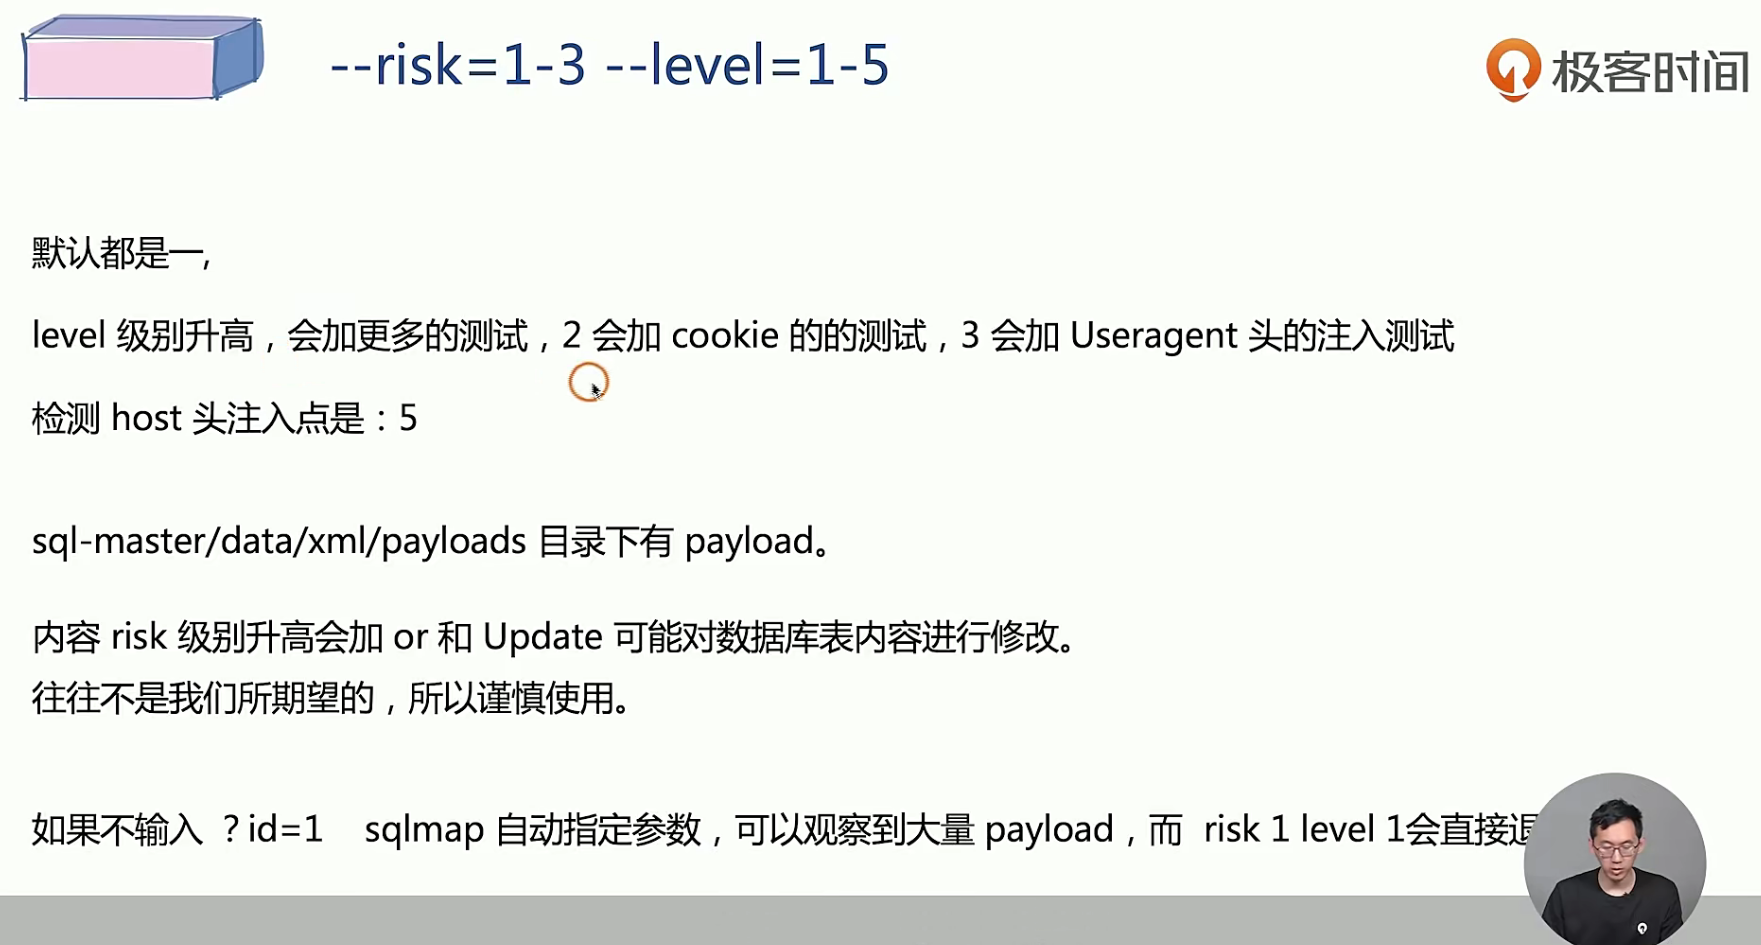 --risk=1-3 --level=1-5
极客时间
默认都是一,
level 级别升高，会加更多的测试，2 会加 cookie 的的测试，3 会加 Useragent 头的注入测试
检测 host 头注入点是：5
sql-master/data/xml/payloads 目录下有 payload。
内容 risk 级别升高会加 or 和 Update 可能对数据库表内容进行修改。
往往不是我们所期望的，所以谨慎使用。
如果不输入 ？id=1 sqlmap 自动指定参数，可以观察到大量 payload，而 risk 1 level 1会直接